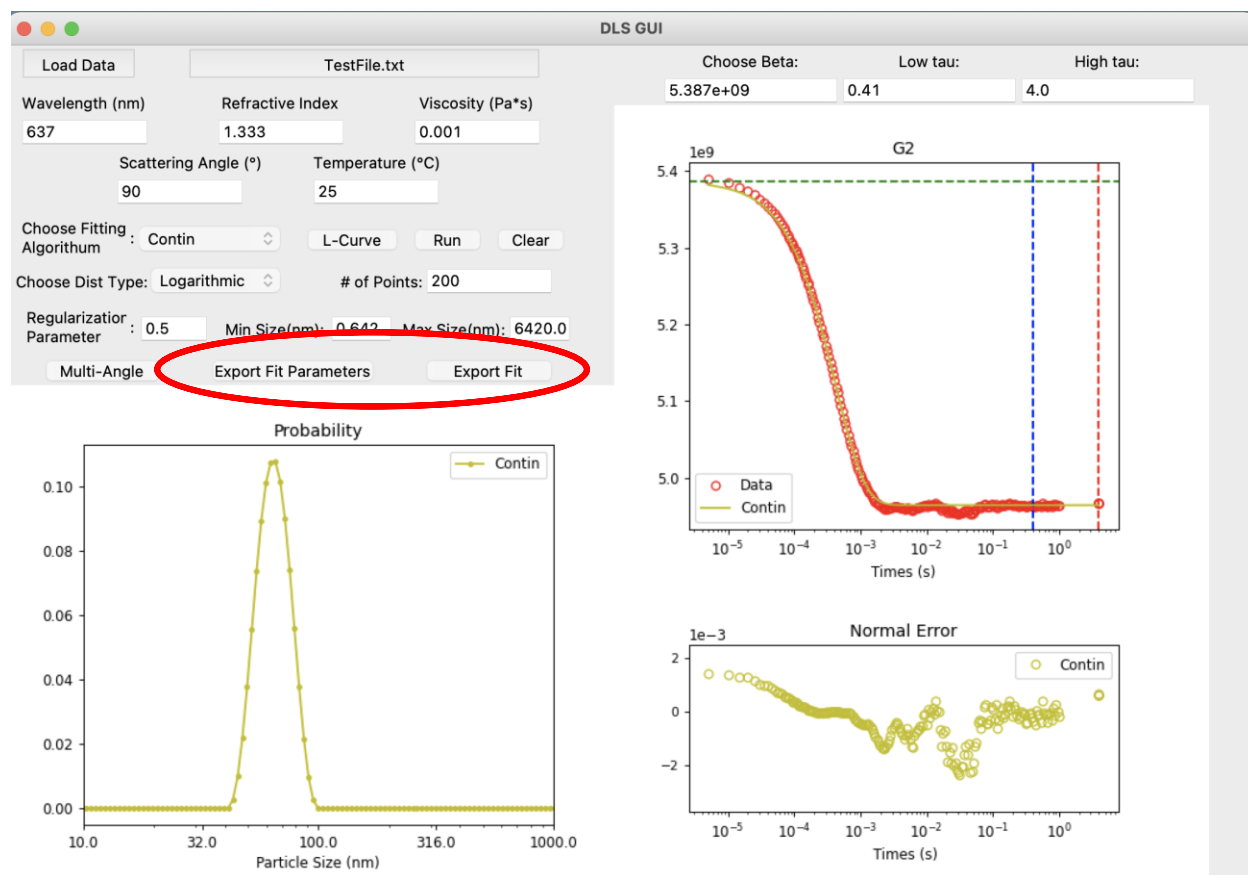 DLS GUI
Load Data TestFile.txt
Choose Beta: Low tau: High tau:
5.387e+09 0.41 4.0
Wavelength (nm) Refractive Index Viscosity (Pa*s)
637 1.333 0.001
Scattering Angle (°) Temperature (°C)
90 25
Choose Fitting
Algorithum : Contin L-Curve Run Clear
Choose Dist Type: Logarithmic # of Points: 200
Regularizatior
Parameter : 0.5 Min Size(nm): 0.642 Max Size(nm): 6420.0
Multi-Angle Export Fit Parameters Export Fit
G2
1e9
5.4
5.3
5.2
5.1
5.0
Data
Contin
10⁻⁵ 10⁻⁴ 10⁻³ 10⁻² 10⁻¹ 10⁰
Times (s)
Probability
Contin
0.10
0.08
0.06
0.04
0.02
0.00
10.0 32.0 100.0 316.0 1000.0
Particle Size (nm)
Normal Error
1e−3
Contin
2
0
−2
10⁻⁵ 10⁻⁴ 10⁻³ 10⁻² 10⁻¹ 10⁰
Times (s)